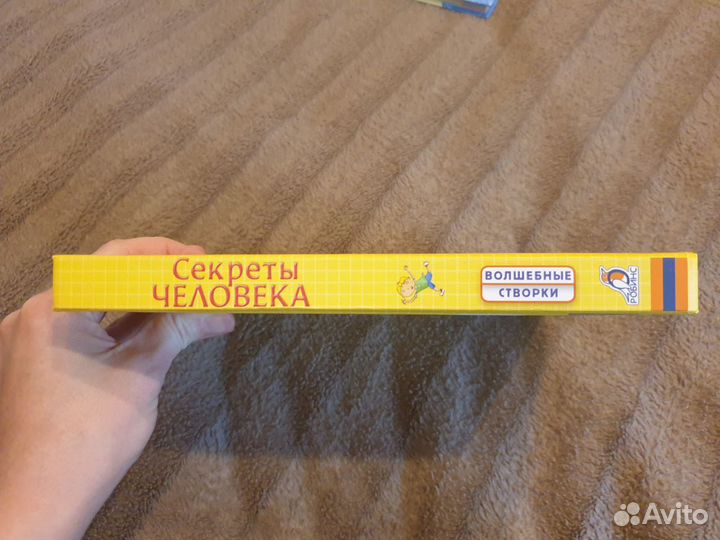 Секреты
ЧЕЛОВЕКА
ВОЛШЕБНЫЕ
СТВОРКИ
РОБИНС
Avito